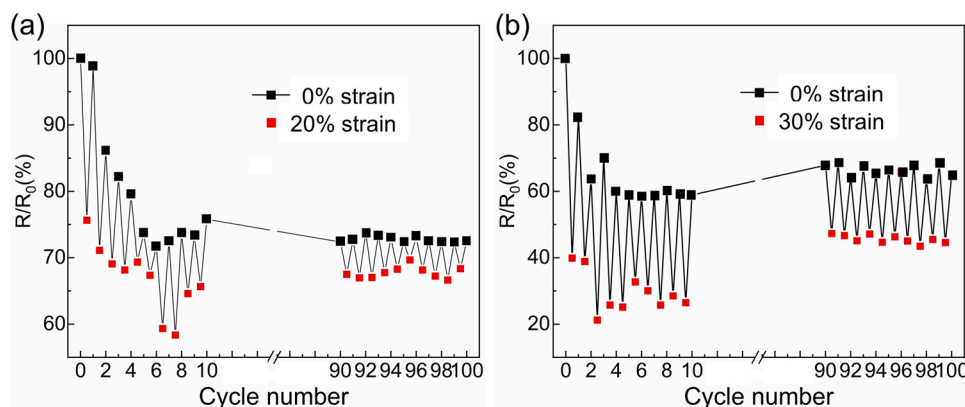 (a)
R/R0(%)
100
90
80
70
60
0% strain
20% strain
0 2 4 6 8 10 90 92 94 96 98 100
Cycle number
(b)
R/R0(%)
100
80
60
40
20
0% strain
30% strain
0 2 4 6 8 10 90 92 94 96 98 100
Cycle number